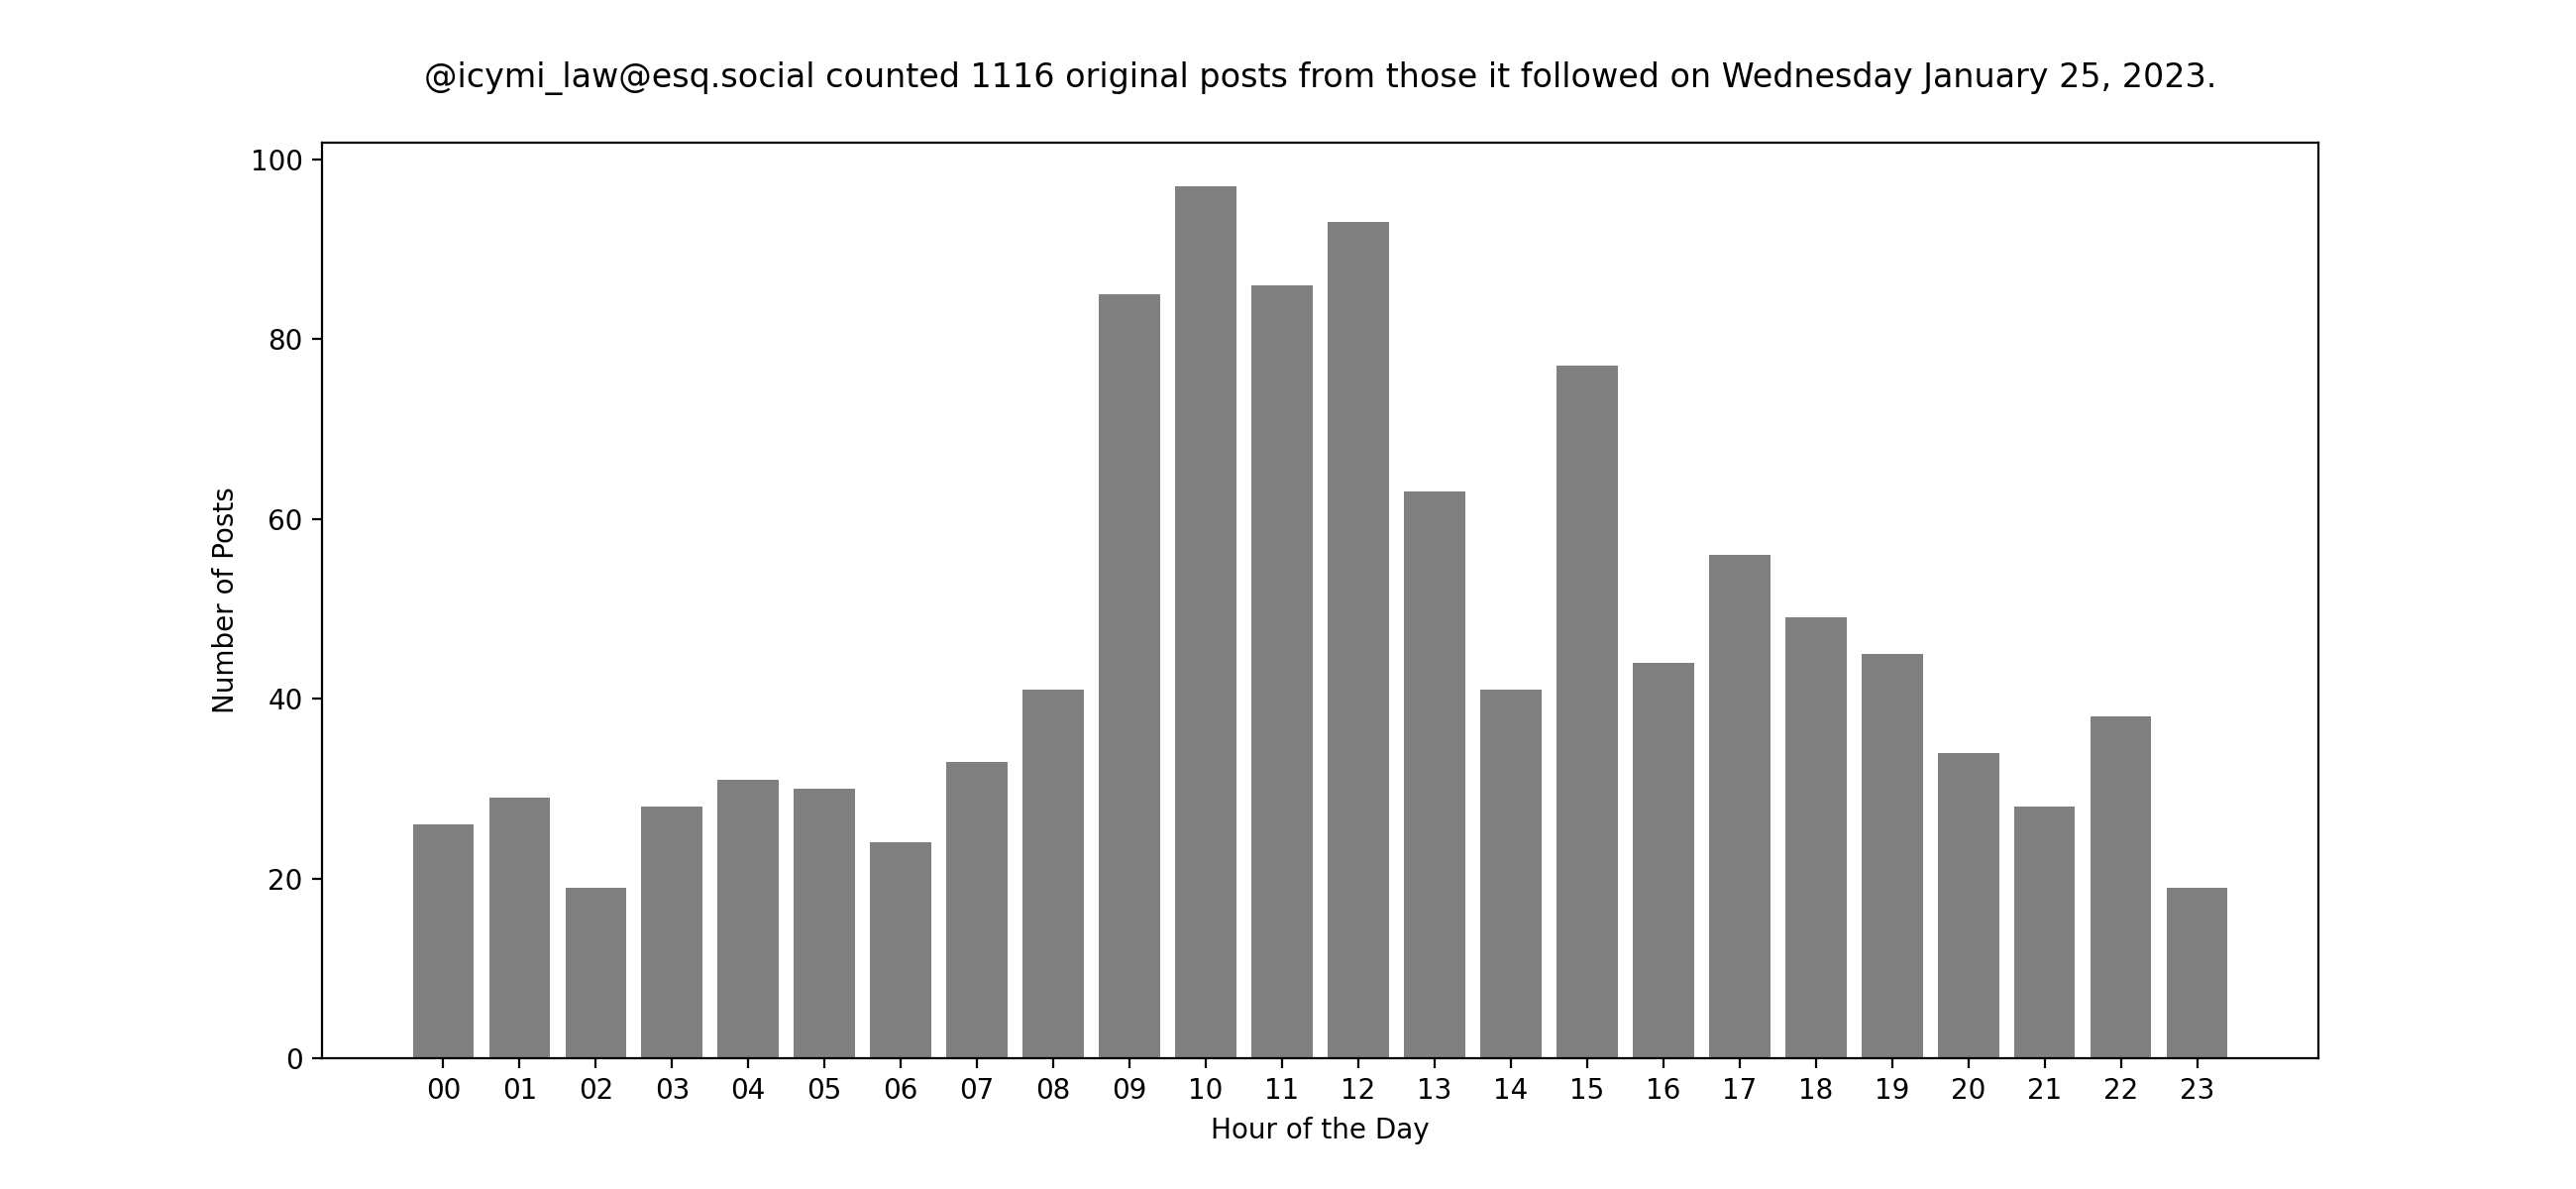 @icymi_law@esq.social counted 1116 original posts from those it followed on Wednesday January 25, 2023.
100
80
60
40
20
0
Number of Posts
00 01 02 03 04 05 06 07 08 09 10 11 12 13 14 15 16 17 18 19 20 21 22 23
Hour of the Day